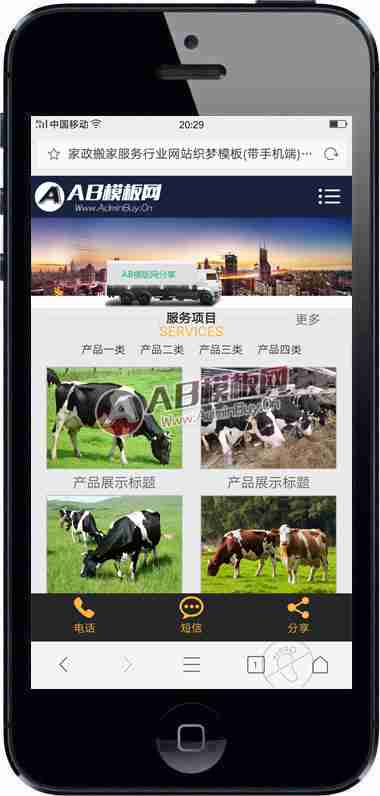 中国移动
20:29
家政搬家服务行业网站织梦模板(带手机端)···
AB模板网
Www.AdminBuy.Cn
AB模板网分享
服务项目
更多
SERVICES
产品一类 产品二类 产品三类 产品四类
AB模板网
Www.AdminBuy.Cn
产品展示标题 产品展示标题
电话 短信 分享
1